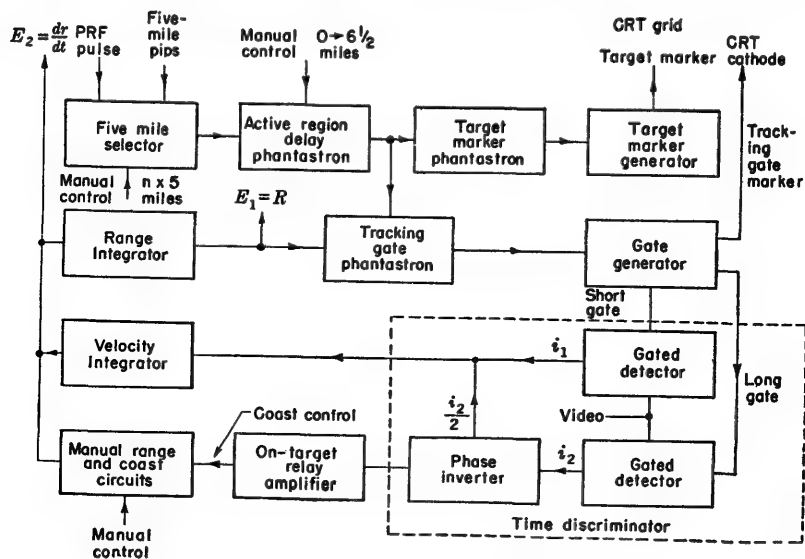 E₂ = dr/dt
PRF pulse
Five-mile pips
Manual control
0→6 1/2 miles
CRT grid
Target marker
CRT cathode
Five mile selector
Active region delay phantastron
Target marker phantastron
Target marker generator
Tracking gate marker
Manual control
n x 5 miles
E₁ = R
Range Integrator
Tracking gate phantastron
Gate generator
Short gate
Velocity Integrator
i₁
Gated detector
Long gate
Coast control
i₂/2
Video
Manual range and coast circuits
On-target relay amplifier
Phase inverter
i₂
Gated detector
Manual control
Time discriminator